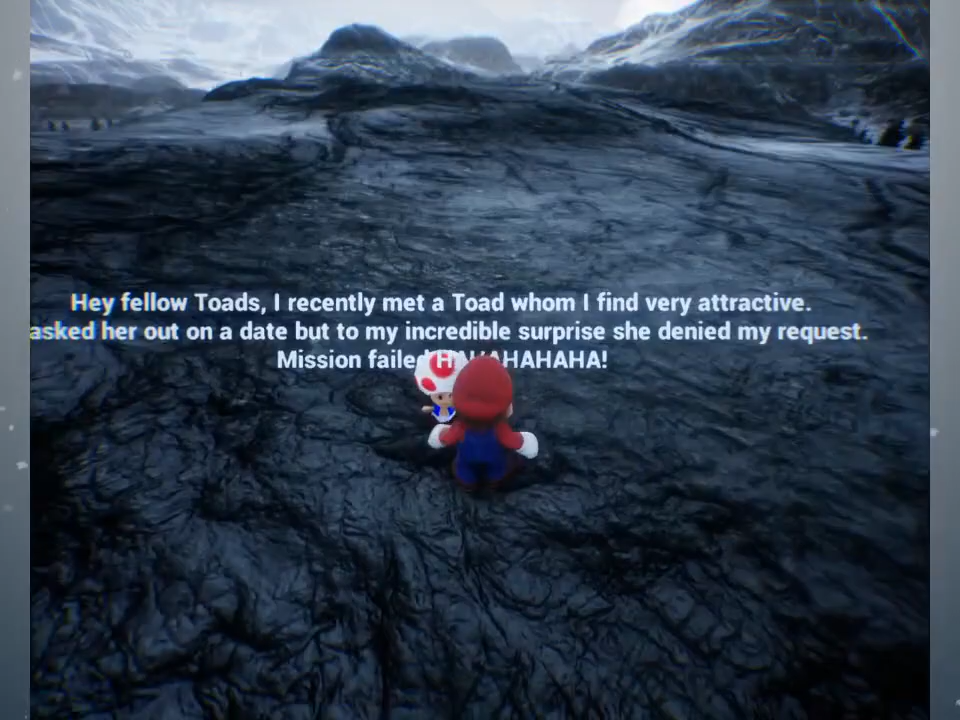 Hey fellow Toads, I recently met a Toad whom I find very attractive.
asked her out on a date but to my incredible surprise she denied my request.
Mission failed HAHAHAHAHA!